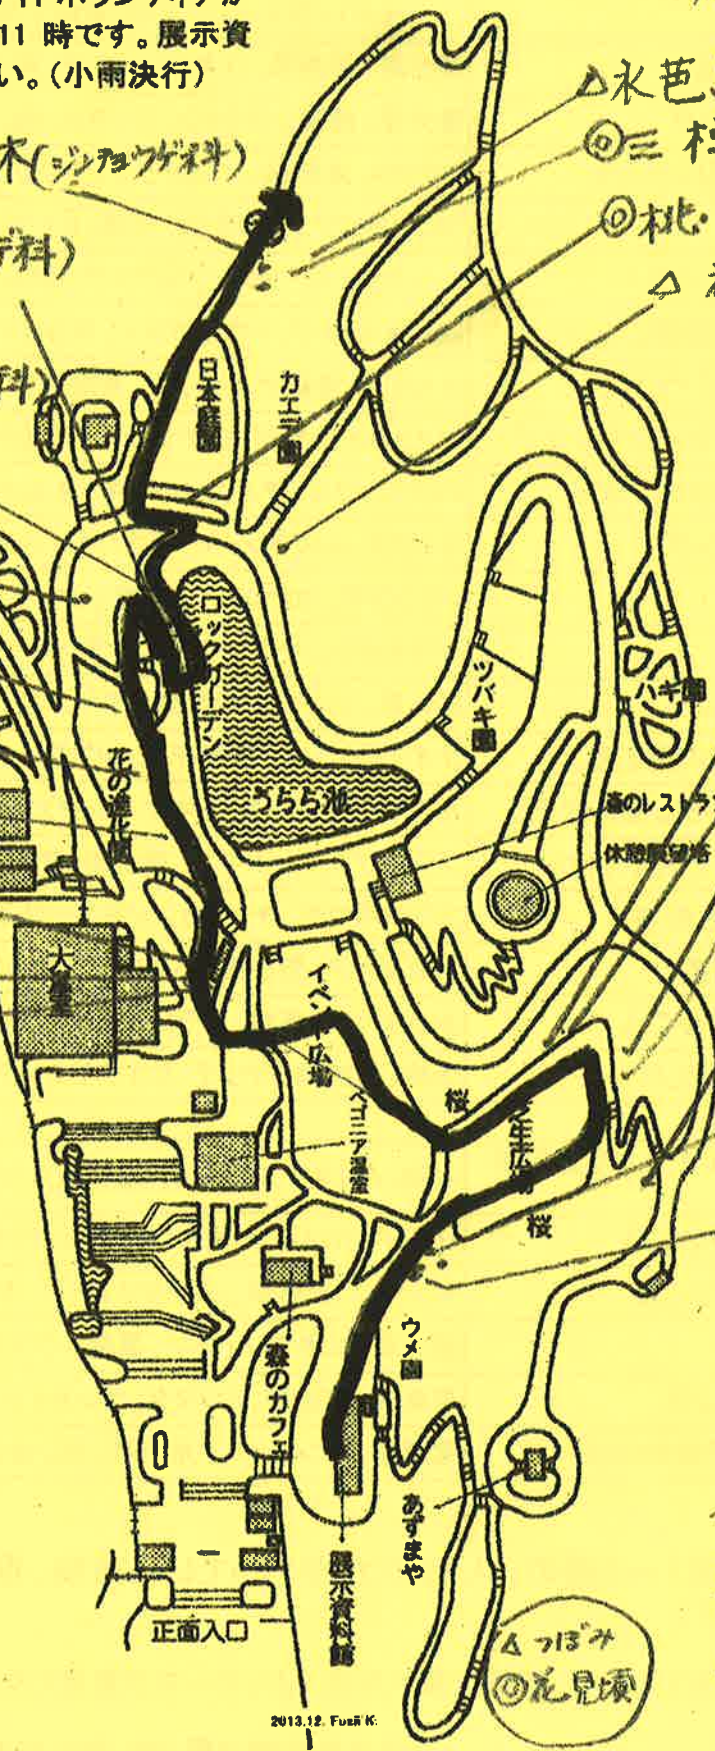 11 時です。展示資
い。(小雨決行)
木(ジンチョウゲ科)
科)
科)
△水芭
◎三 椏
◎桃・
△
日本庭園
カエデ園
ロックガーデン
うらら池
ツバキ園
ハギ園
花の進化園
森のレストラ
休憩展望塔
大温室
イベント広場
ベゴニア温室
桜
芝生広場
桜
ウメ園
森のカフェ
あずまや
展示資料館
正面入口
△つぼみ
◎花見頃
2013.12. Fujii K.